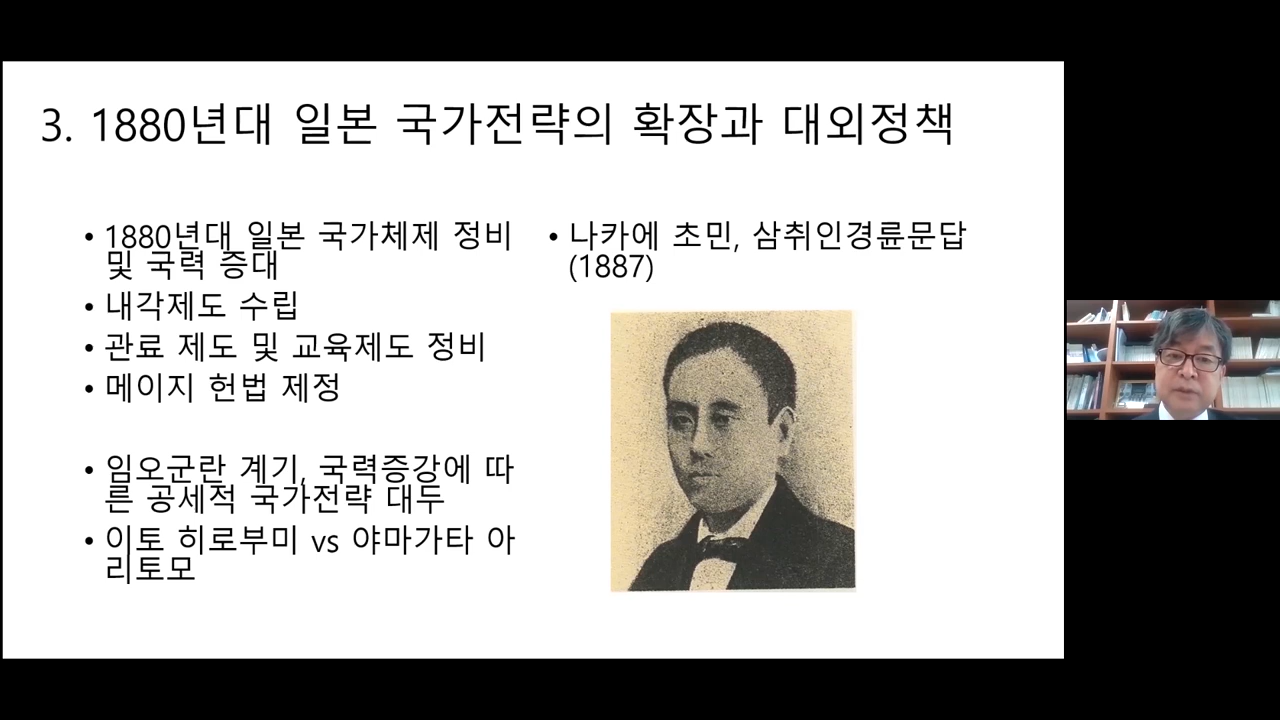 3. 1880년대 일본 국가전략의 확장과 대외정책
• 1880년대 일본 국가체제 정비
및 국력 증대
• 내각제도 수립
• 관료 제도 및 교육제도 정비
• 메이지 헌법 제정
• 임오군란 계기, 국력증강에 따
른 공세적 국가전략 대두
• 이토 히로부미 vs 야마가타 아
리토모
• 나카에 초민, 삼취인경륜문답
(1887)